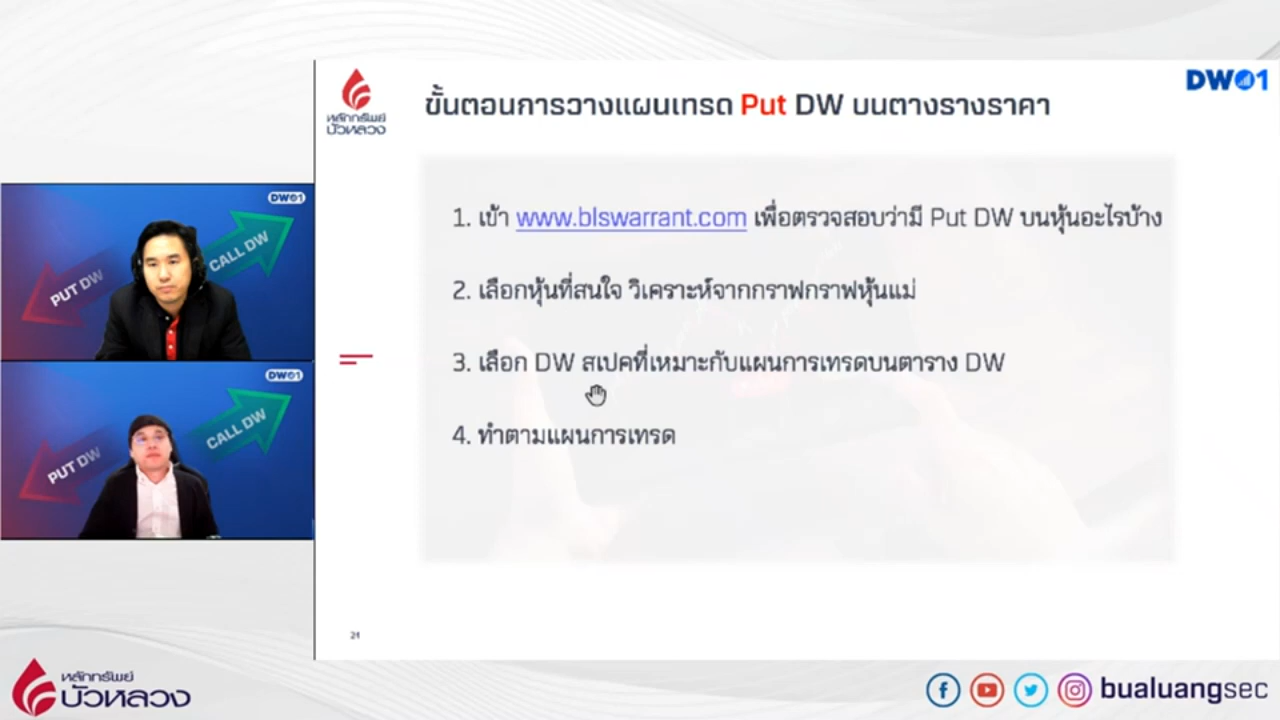 หลักทรัพย์
บัวหลวง
DW01
ขั้นตอนการวางแผนเทรด Put DW บนตางรางราคา
1. เข้า www.blswarrant.com เพื่อตรวจสอบว่ามี Put DW บนหุ้นอะไรบ้าง
2. เลือกหุ้นที่สนใจ วิเคราะห์จากกราฟกราฟหุ้นแม่
3. เลือก DW สเปคที่เหมาะกับแผนการเทรดบนตาราง DW
4. ทำตามแผนการเทรด
21
DW01
PUT DW
CALL DW
DW01
PUT DW
CALL DW
หลักทรัพย์
บัวหลวง
bualuangsec